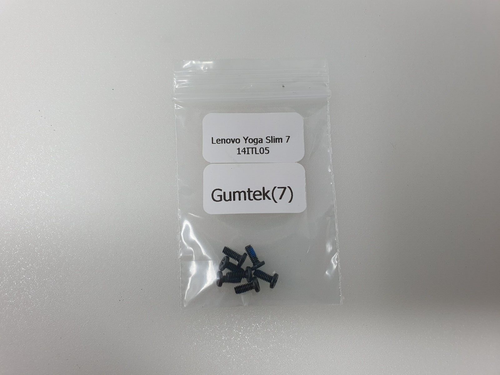 Lenovo Yoga Slim 7
14ITL05
Gumtek(7)